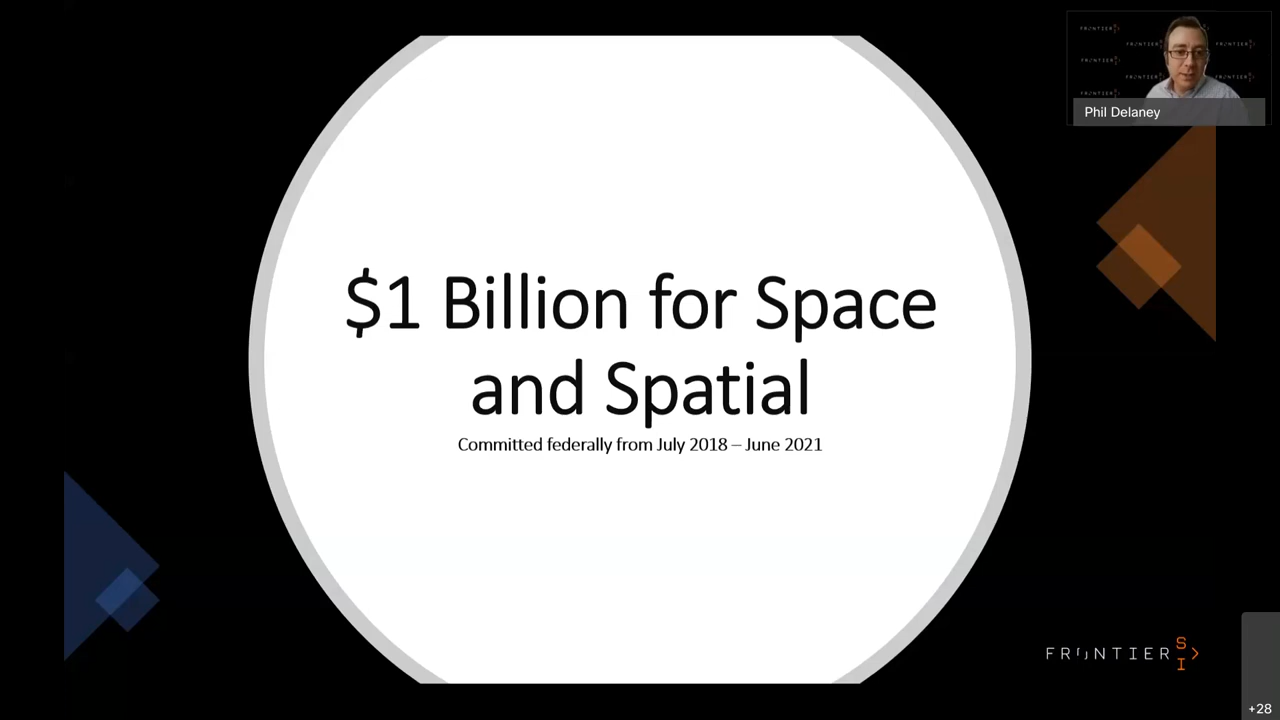 Phil Delaney
$1 Billion for Space
and Spatial
Committed federally from July 2018 – June 2021
FRONTIER SI
+28